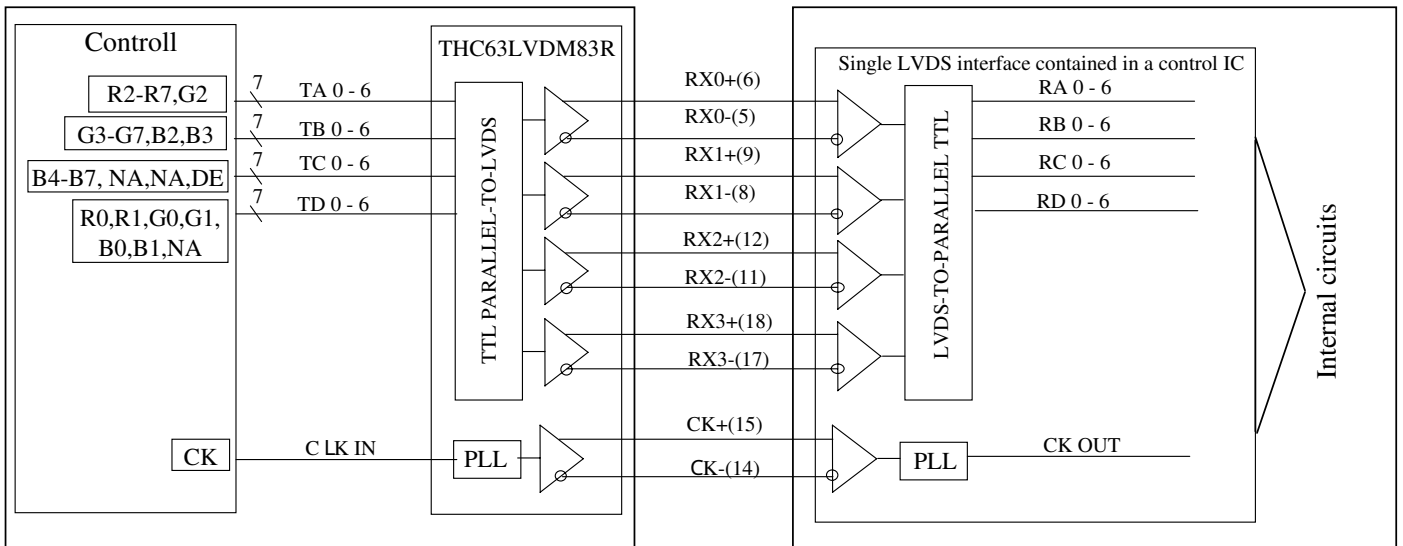 Controll
THC63LVDM83R
Single LVDS interface contained in a control IC
R2-R7,G2
7
TA 0 - 6
RX0+(6)
RA 0 - 6
G3-G7,B2,B3
7
TB 0 - 6
RX0-(5)
RB 0 - 6
B4-B7, NA,NA,DE
7
TC 0 - 6
RX1+(9)
RC 0 - 6
R0,R1,G0,G1,
B0,B1,NA
7
TD 0 - 6
RX1-(8)
RD 0 - 6
RX2+(12)
RX2-(11)
RX3+(18)
RX3-(17)
TTL PARALLEL-TO-LVDS
LVDS-TO-PARALLEL TTL
Internal circuits
CK
CLK IN
PLL
CK+(15)
CK-(14)
PLL
CK OUT